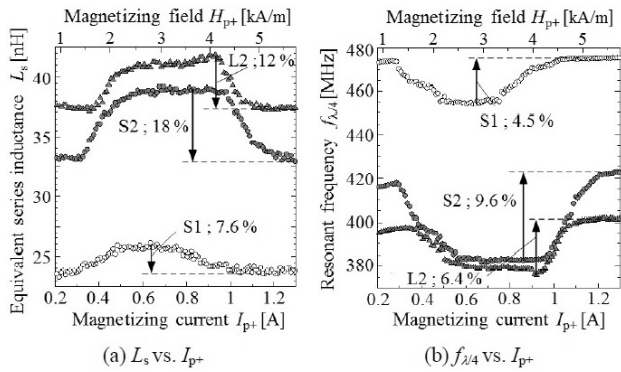 Magnetizing field Hp+ [kA/m]
1 2 3 4 5
Equivalent series inductance Ls [nH]
42
37
33
25
23
L2 ; 12 %
S2 ; 18 %
S1 ; 7.6 %
0.2 0.4 0.6 0.8 1 1.2
Magnetizing current Ip+ [A]
(a) Ls vs. Ip+
Magnetizing field Hp+ [kA/m]
1 2 3 4 5
Resonant frequency fλ/4 [MHz]
480
460
440
420
400
380
S1 ; 4.5 %
S2 ; 9.6 %
L2 ; 6.4 %
0.2 0.4 0.6 0.8 1 1.2
Magnetizing current Ip+ [A]
(b) fλ/4 vs. Ip+